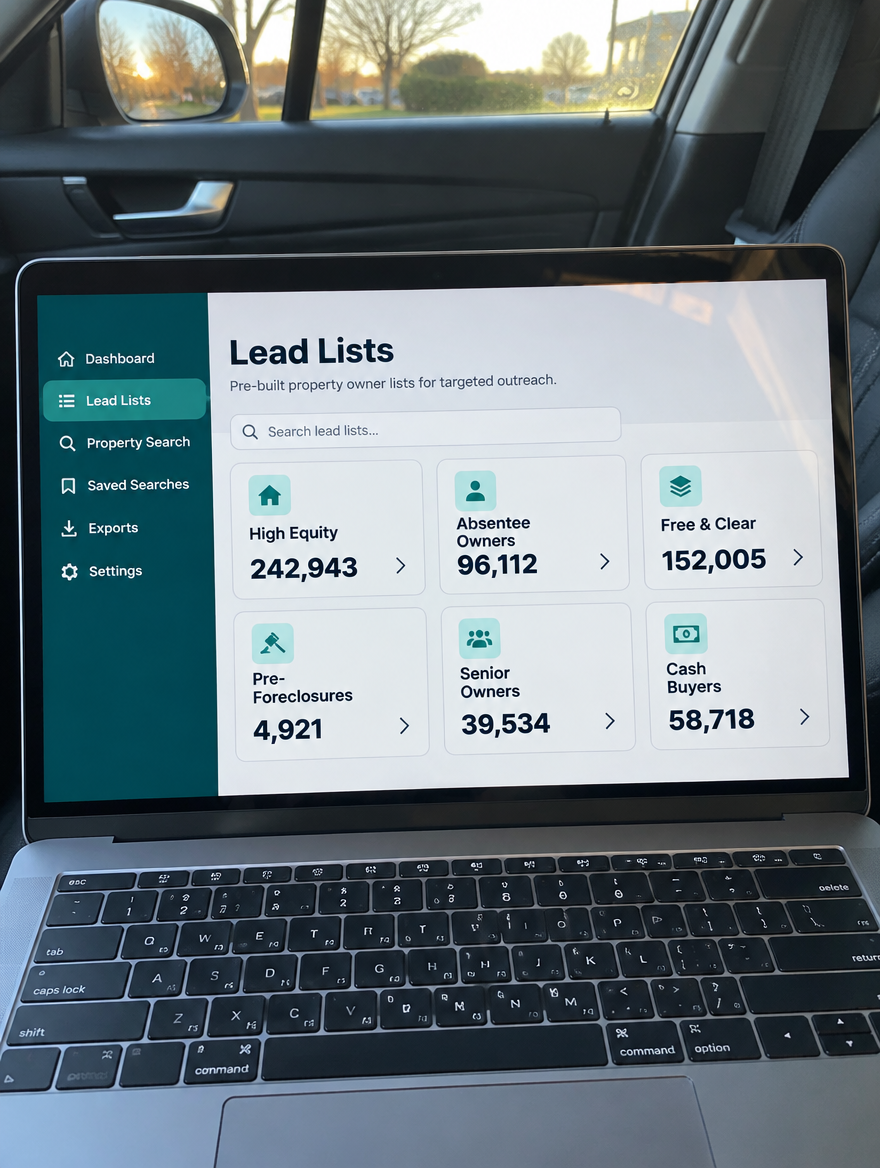 Dashboard
Lead Lists
Property Search
Saved Searches
Exports
Settings
Lead Lists
Pre-built property owner lists for targeted outreach.
Search lead lists...
High Equity
242,943
Absentee
Owners
96,112
Free & Clear
152,005
Pre-
Foreclosures
4,921
Senior
Owners
39,534
Cash
Buyers
58,718
esc
delete
tab
Q W E T
caps lock
return
A S D F G H K L
shift
Z X C V M N M
command
command
option